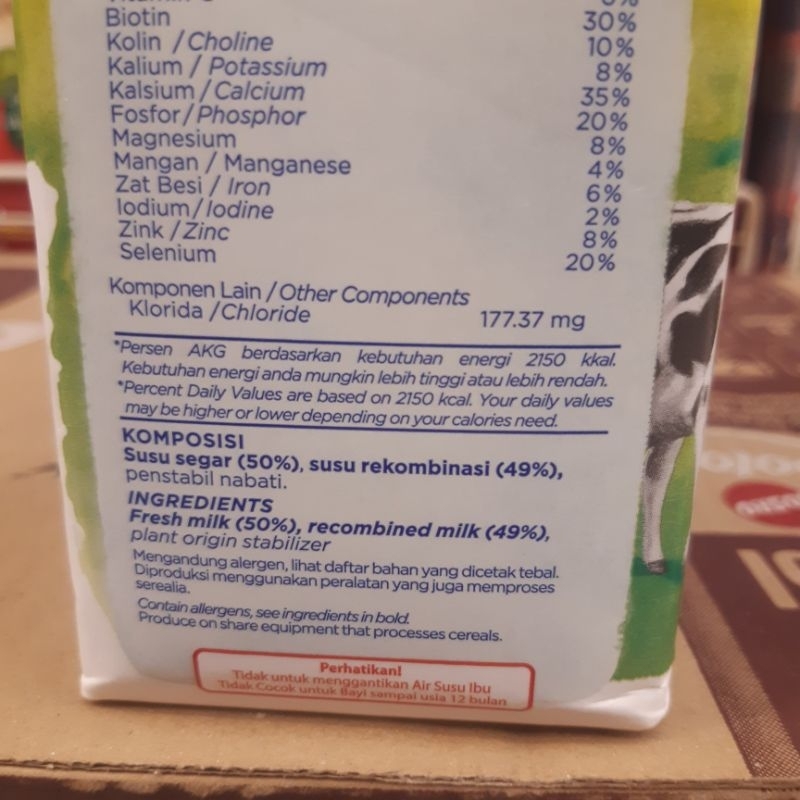 Biotin 30%
Kolin / Choline 10%
Kalium / Potassium 8%
Kalsium / Calcium 35%
Fosfor / Phosphor 20%
Magnesium 8%
Mangan / Manganese 4%
Zat Besi / Iron 6%
Iodium / Iodine 2%
Zink / Zinc 8%
Selenium 20%
Komponen Lain / Other Components
Klorida / Chloride 177.37 mg
*Persen AKG berdasarkan kebutuhan energi 2150 kkal.
Kebutuhan energi anda mungkin lebih tinggi atau lebih rendah.
*Percent Daily Values are based on 2150 kcal. Your daily values
may be higher or lower depending on your calories need.
KOMPOSISI
Susu segar (50%), susu rekombinasi (49%),
penstabil nabati.
INGREDIENTS
Fresh milk (50%), recombined milk (49%),
plant origin stabilizer
Mengandung alergen, lihat daftar bahan yang dicetak tebal.
Diproduksi menggunakan peralatan yang juga memproses
serealia.
Contain allergens, see ingredients in bold.
Produce on share equipment that processes cereals.
Perhatikan!
Tidak untuk menggantikan Air Susu Ibu
Tidak Cocok untuk Bayi sampai usia 12 bulan